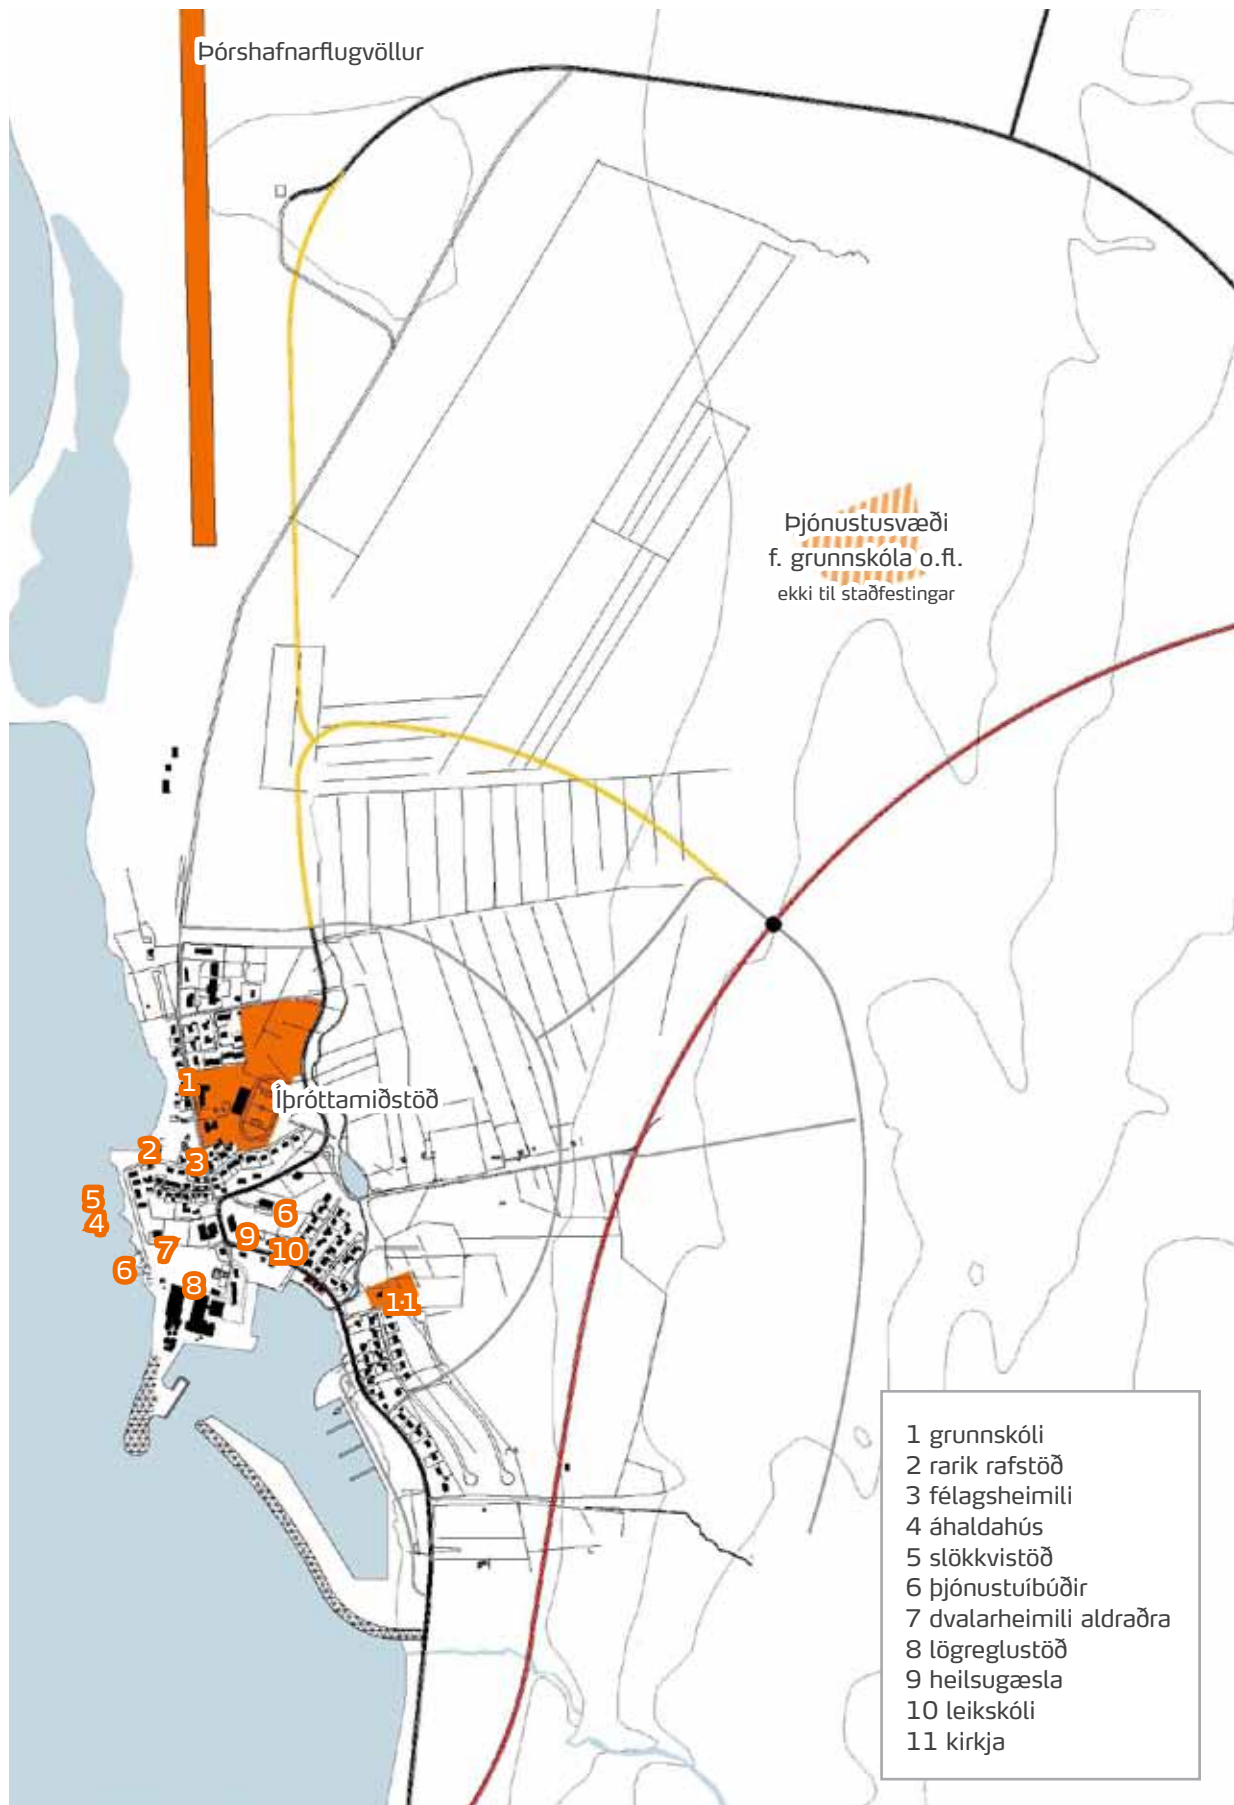 Þórshafnarflugvöllur
Þjónustusvæði
f. grunnskóla o.fl.
ekki til staðfestingar
1
Íþróttamiðstöð
2
3
5
4
6
9
7
10
6
8
11
1 grunnskóli
2 rarik rafstöð
3 félagsheimili
4 áhaldahús
5 slökkvistöð
6 þjónustuíbúðir
7 dvalarheimili aldraðra
8 lögreglustöð
9 heilsugæsla
10 leikskóli
11 kirkja